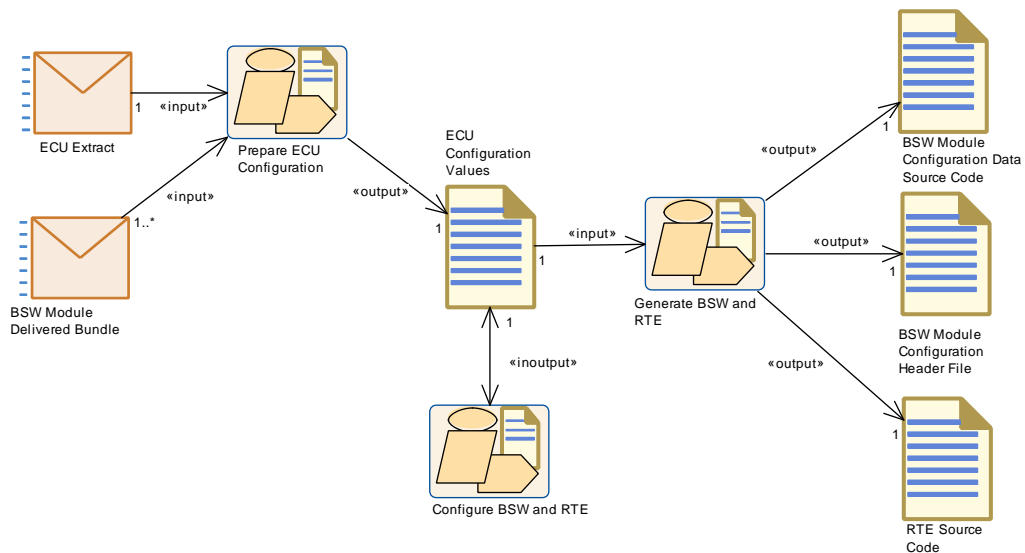 1
«input»
ECU Extract
Prepare ECU
Configuration
«input»
1..*
BSW Module
Delivered Bundle
«output»
1
ECU
Configuration
Values
1
«input»
1
«inoutput»
Configure BSW and RTE
Generate BSW and
RTE
«output»
1
BSW Module
Configuration Data
Source Code
«output»
1
BSW Module
Configuration
Header File
«output»
1
RTE Source
Code